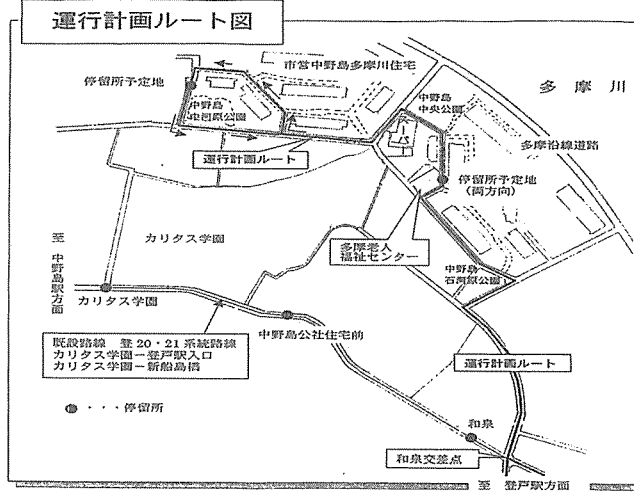 運行計画ルート図
市営中野島多摩川住宅
停留所予定地
中野島
中河原公園
中野島
中央公園
多摩川
多摩沿線道路
運行計画ルート
停留所予定地
(両方向)
カリタス学園
多摩老人
福祉センター
至 中野島駅方面
中野島
石河原公園
カリタス学園
中野島公社住宅前
既設路線 登20・21系統路線
カリタス学園ー登戸駅入口
カリタス学園ー新船島橋
運行計画ルート
・・・停留所
和泉
和泉交差点
至 登戸駅方面